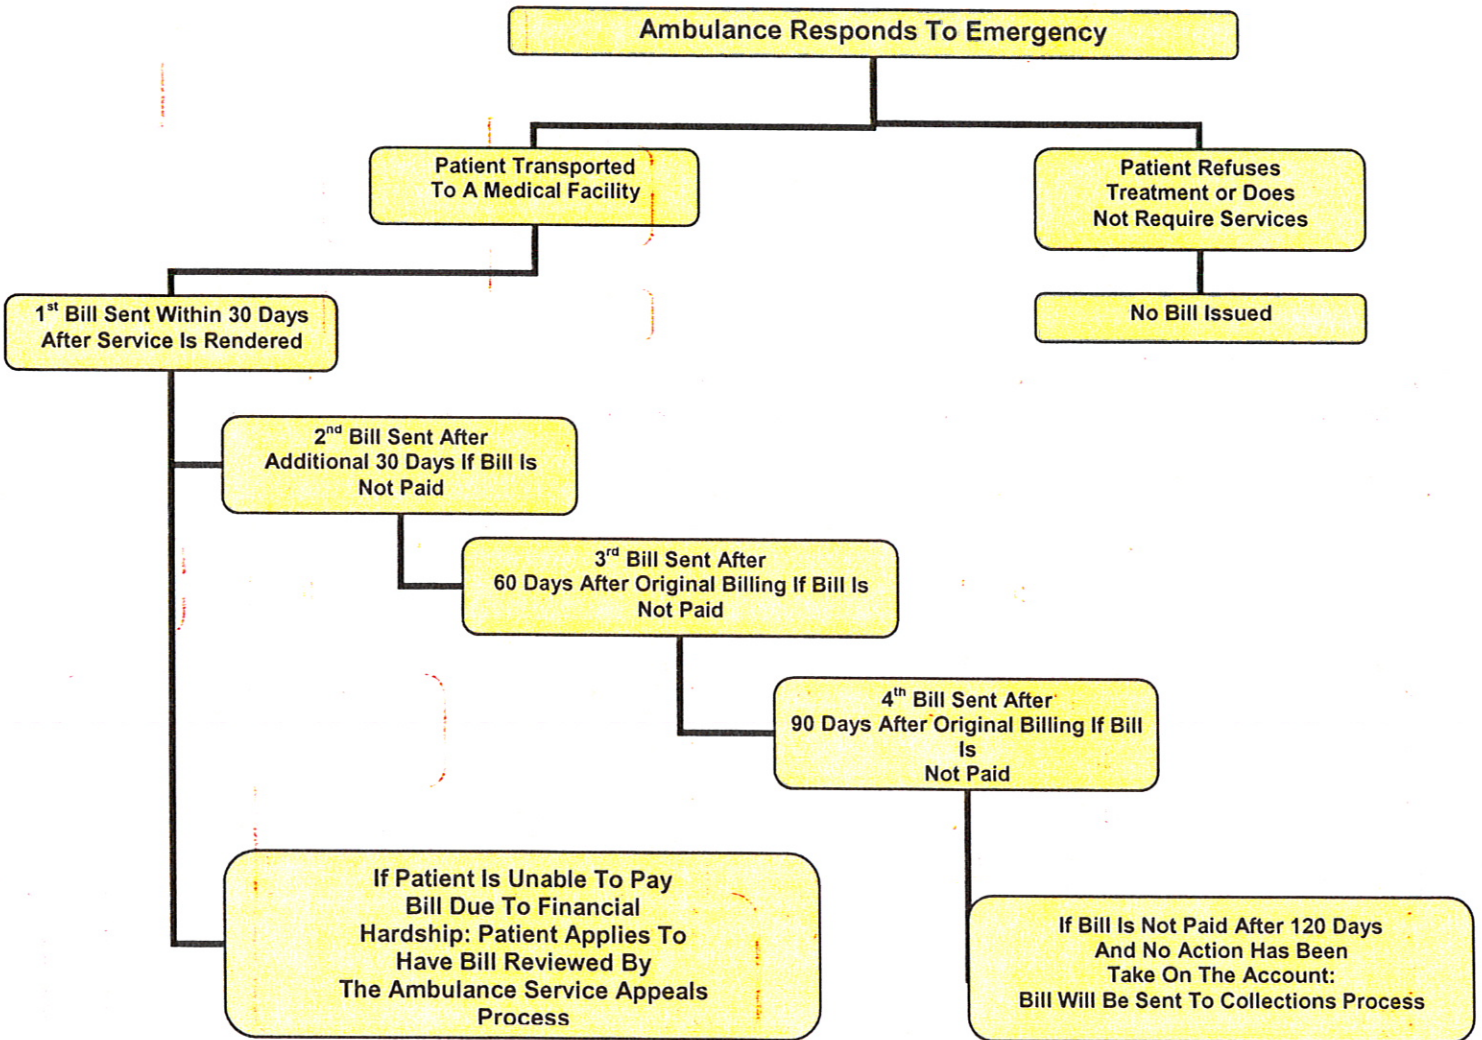 Ambulance Responds To Emergency
Patient Transported
To A Medical Facility
Patient Refuses
Treatment or Does
Not Require Services
1st Bill Sent Within 30 Days
After Service Is Rendered
No Bill Issued
2nd Bill Sent After
Additional 30 Days If Bill Is
Not Paid
3rd Bill Sent After
60 Days After Original Billing If Bill Is
Not Paid
4th Bill Sent After
90 Days After Original Billing If Bill
Is
Not Paid
If Patient Is Unable To Pay
Bill Due To Financial
Hardship: Patient Applies To
Have Bill Reviewed By
The Ambulance Service Appeals
Process
If Bill Is Not Paid After 120 Days
And No Action Has Been
Take On The Account:
Bill Will Be Sent To Collections Process